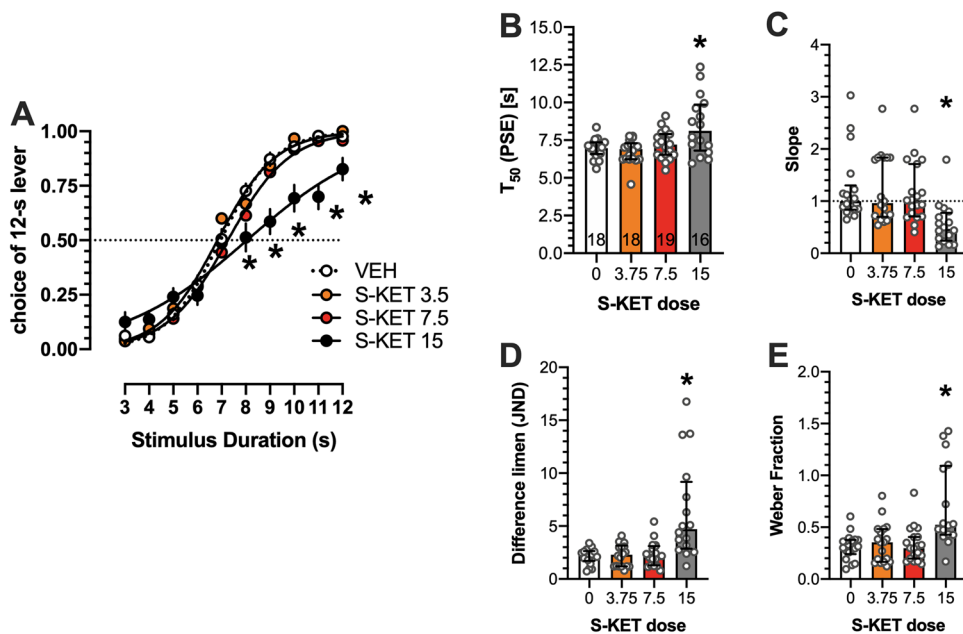 A
choice of 12-s lever
1.00
0.75
0.50
0.25
0.00
VEH
S-KET 3.5
S-KET 7.5
S-KET 15
*
*
*
*
*
3 4 5 6 7 8 9 10 11 12
Stimulus Duration (s)
B
T50 (PSE) [s]
15.0
12.5
10.0
7.5
5.0
2.5
0.0
*
18 18 19 16
0 3.75 7.5 15
S-KET dose
C
Slope
4
3
2
1
0
*
0 3.75 7.5 15
S-KET dose
D
Difference limen (JND)
20
15
10
5
0
*
0 3.75 7.5 15
S-KET dose
E
Weber Fraction
2.0
1.5
1.0
0.5
0.0
*
0 3.75 7.5 15
S-KET dose